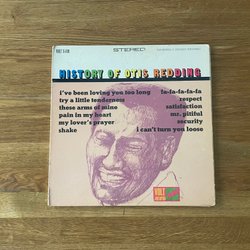 STEREO
HISTORY OF OTIS REDDING
i've been loving you too long
try a little tenderness
these arms of mine
pain in my heart
my lover's prayer
shake
fa-fa-fa-fa-fa
respect
satisfaction
mr. pitiful
security
i can't turn you loose
VOLT